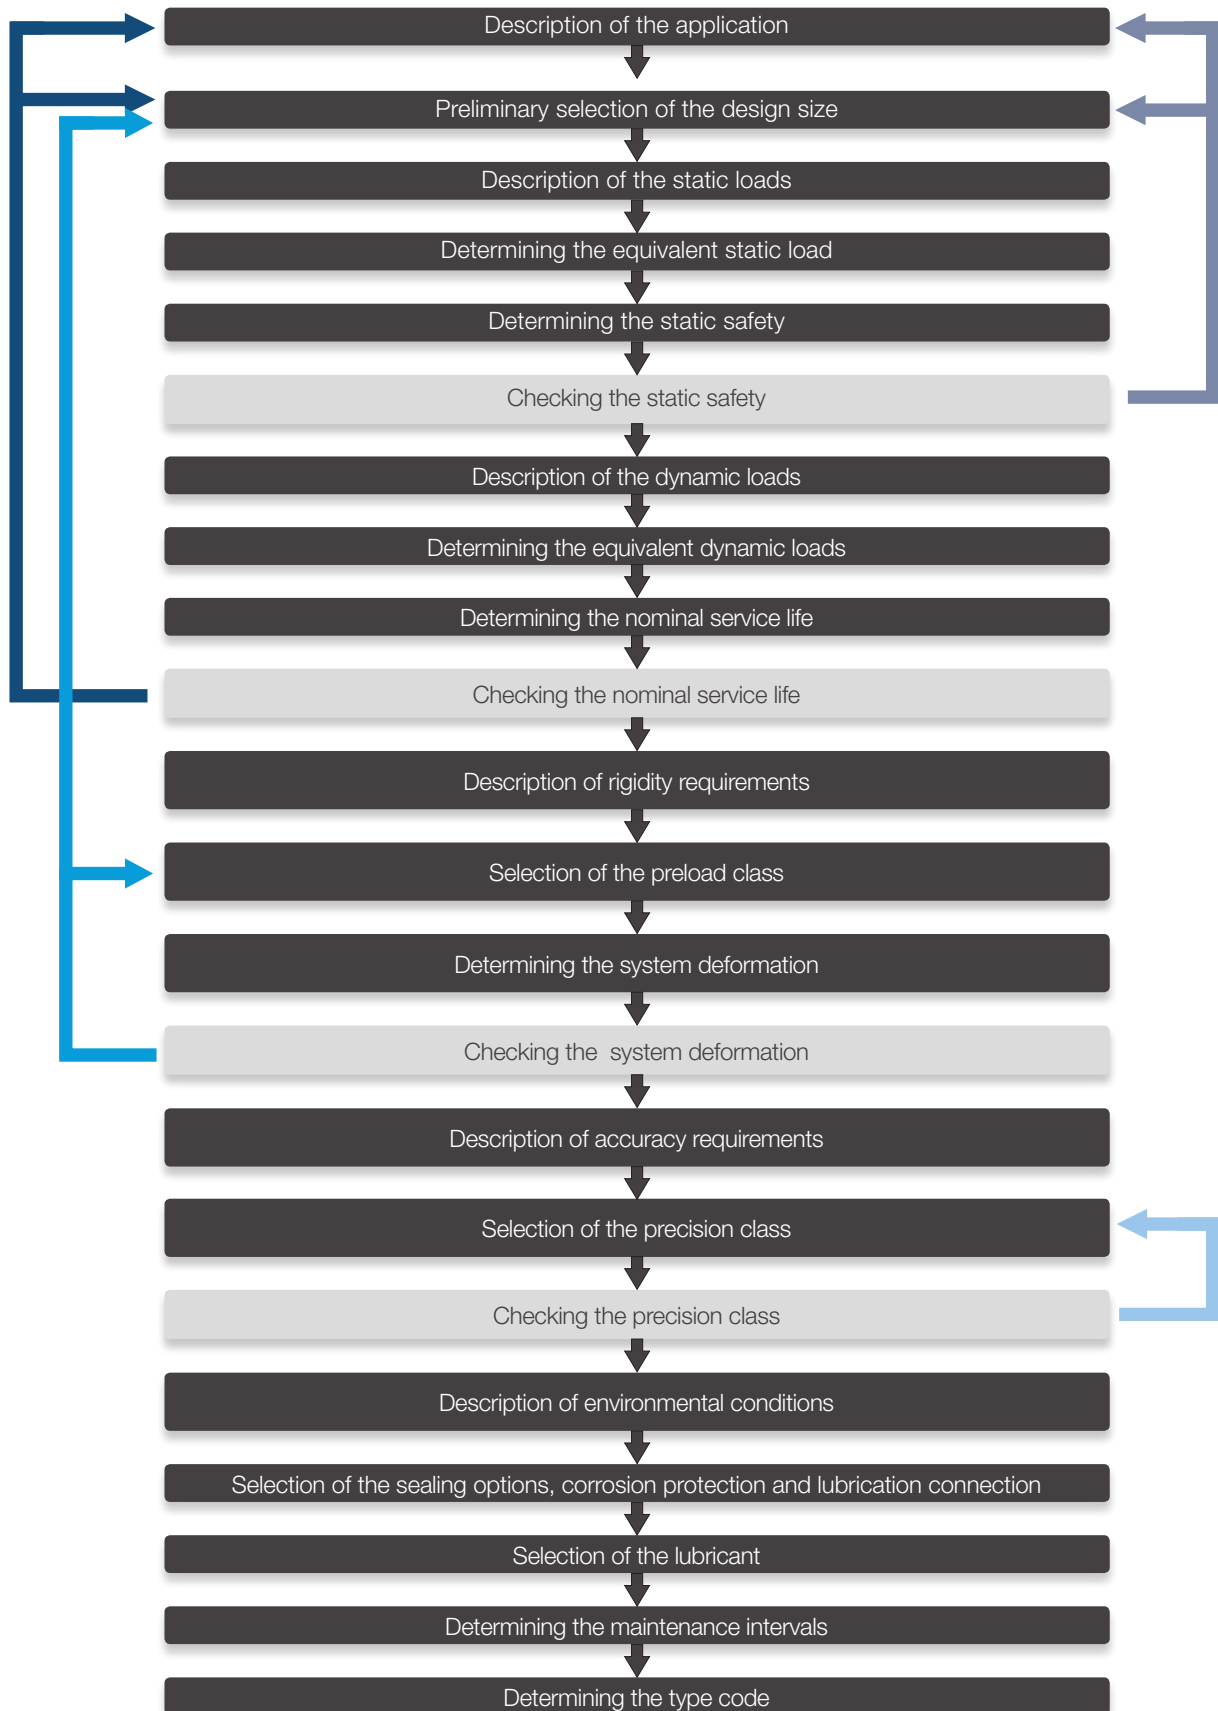 Description of the application
Preliminary selection of the design size
Description of the static loads
Determining the equivalent static load
Determining the static safety
Checking the static safety
Description of the dynamic loads
Determining the equivalent dynamic loads
Determining the nominal service life
Checking the nominal service life
Description of rigidity requirements
Selection of the preload class
Determining the system deformation
Checking the system deformation
Description of accuracy requirements
Selection of the precision class
Checking the precision class
Description of environmental conditions
Selection of the sealing options, corrosion protection and lubrication connection
Selection of the lubricant
Determining the maintenance intervals
Determining the type code